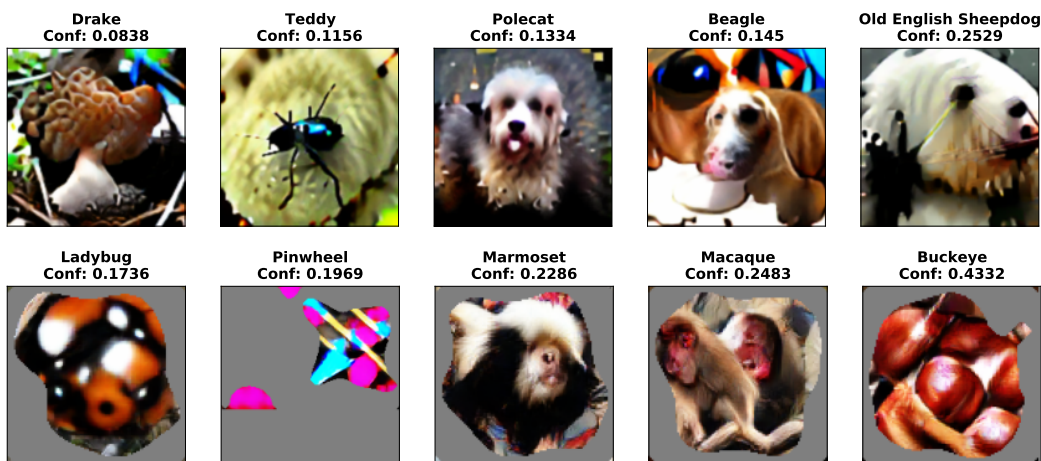 Drake
Conf: 0.0838
Teddy
Conf: 0.1156
Polecat
Conf: 0.1334
Beagle
Conf: 0.145
Old English Sheepdog
Conf: 0.2529
Ladybug
Conf: 0.1736
Pinwheel
Conf: 0.1969
Marmoset
Conf: 0.2286
Macaque
Conf: 0.2483
Buckeye
Conf: 0.4332